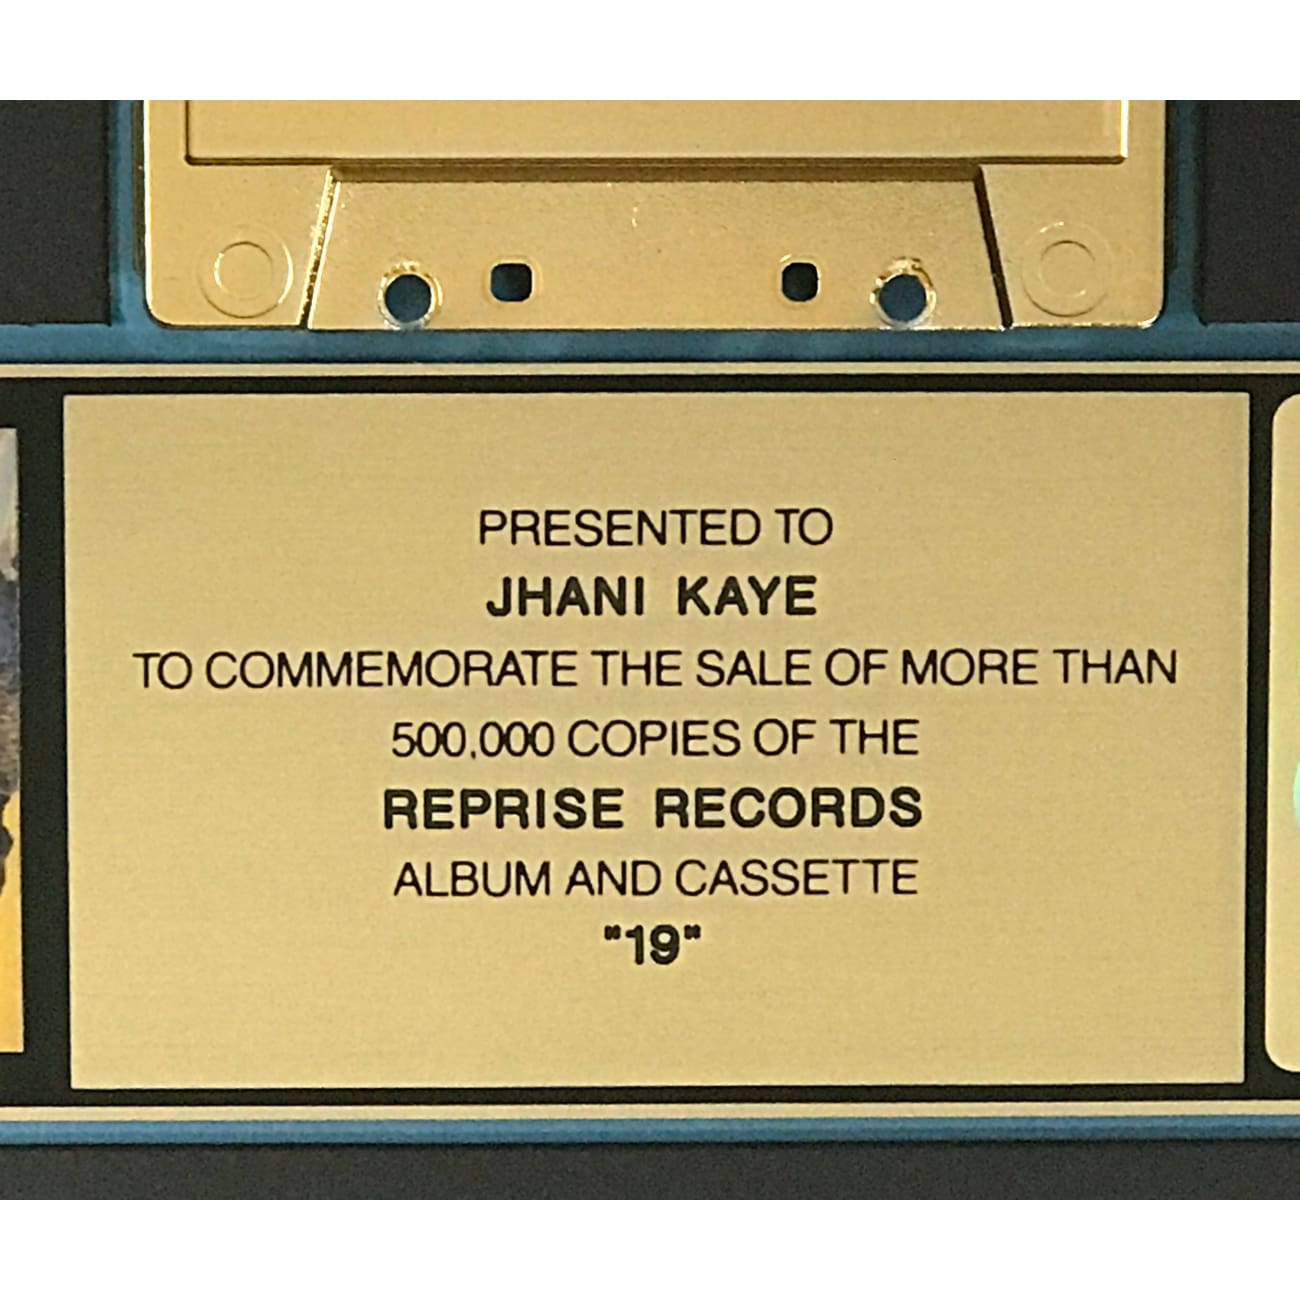 PRESENTED TO
JHANI KAYE
TO COMMEMORATE THE SALE OF MORE THAN
500,000 COPIES OF THE
REPRISE RECORDS
ALBUM AND CASSETTE
"19"